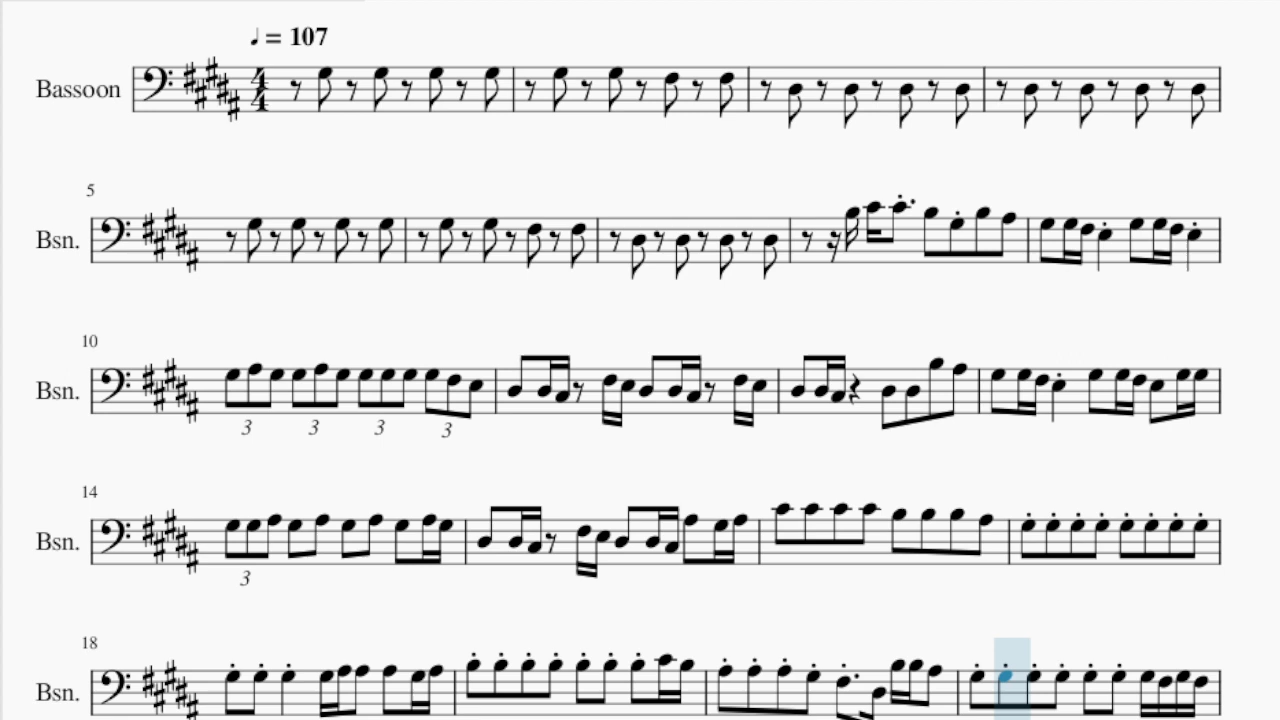 ♩ = 107
Bassoon
4
4
5
Bsn.
10
Bsn.
3 3 3 3
14
Bsn.
3
18
Bsn.